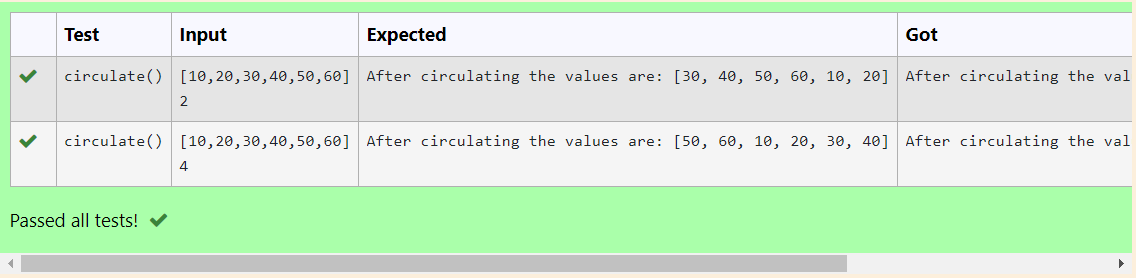 Test Input Expected Got
circulate() [10,20,30,40,50,60] After circulating the values are: [30, 40, 50, 60, 10, 20] After circulating the val
2
circulate() [10,20,30,40,50,60] After circulating the values are: [50, 60, 10, 20, 30, 40] After circulating the val
4
Passed all tests!